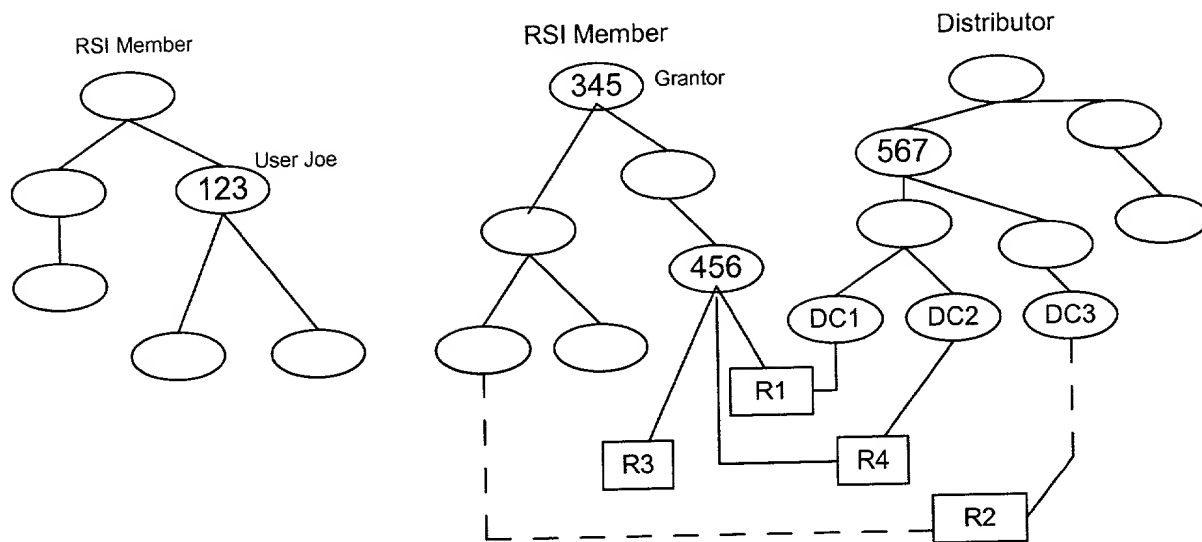 RSI Member
RSI Member
Distributor
345
Grantor
User Joe
123
567
456
DC1
DC2
DC3
R1
R3
R4
R2